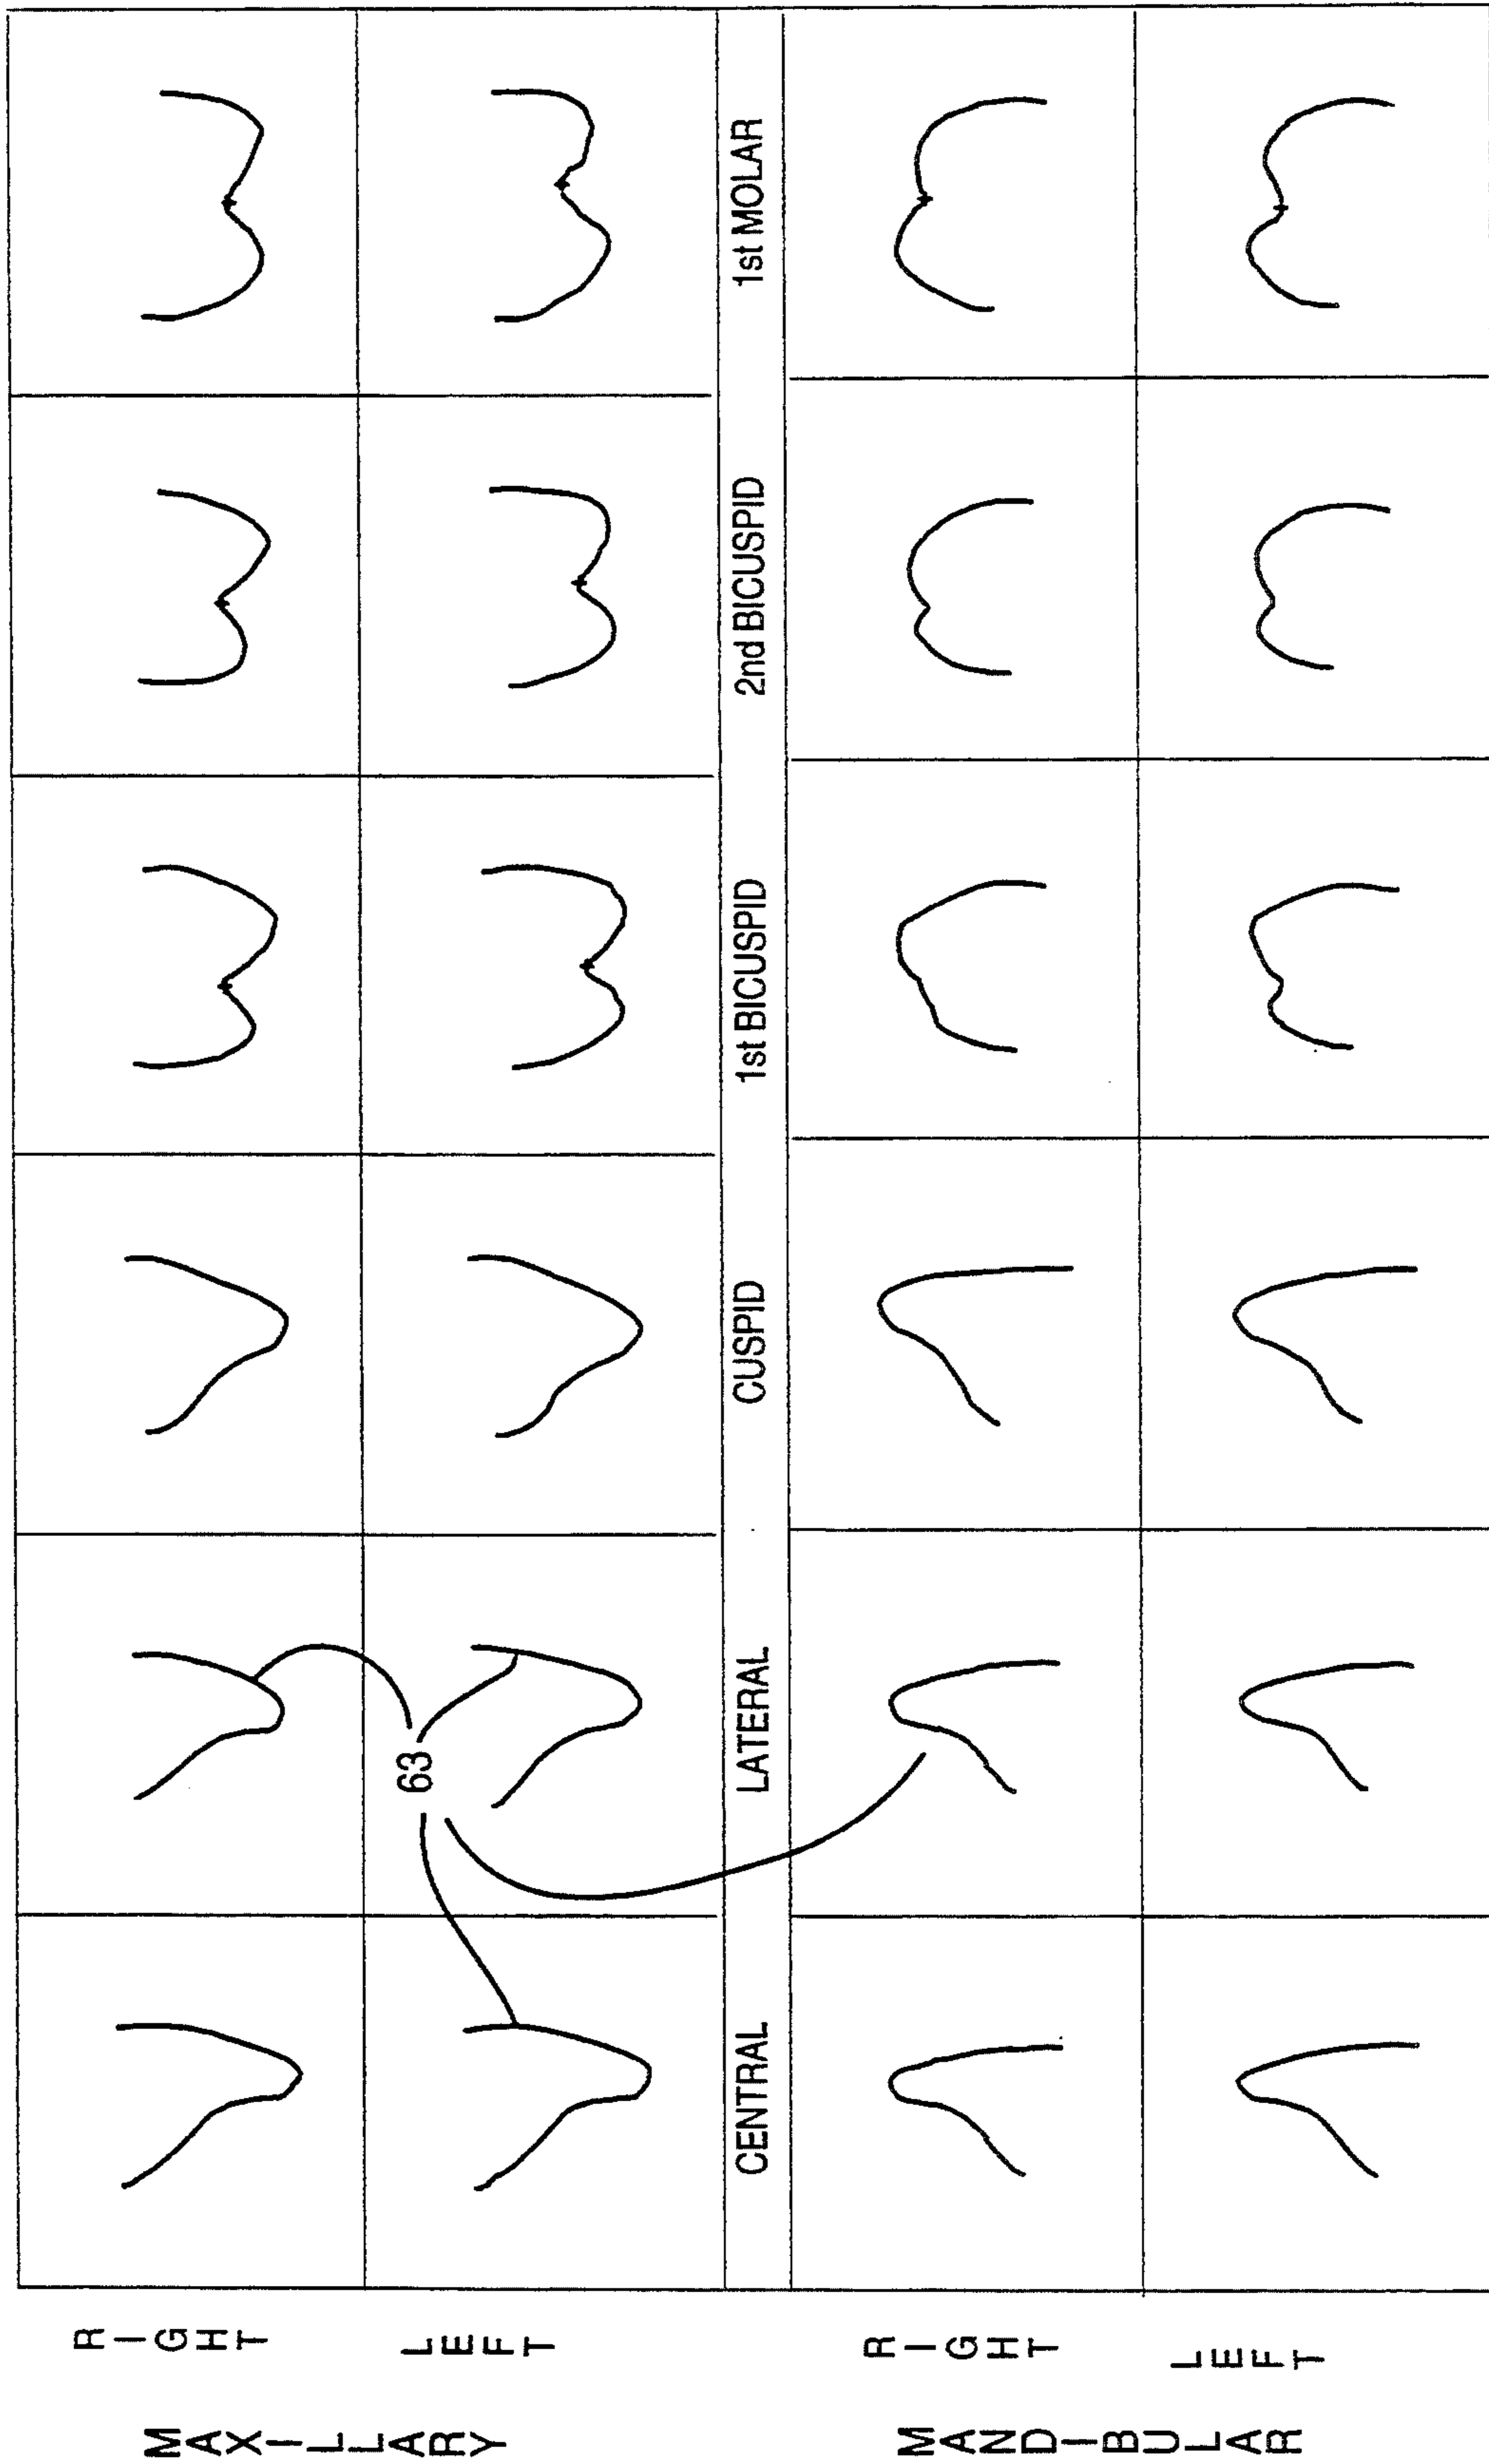 MAXILLARY
RIGHT
LEFT
63
CENTRAL LATERAL CUSPID 1st BICUSPID 2nd BICUSPID 1st MOLAR
MANDIBULAR
RIGHT
LEFT